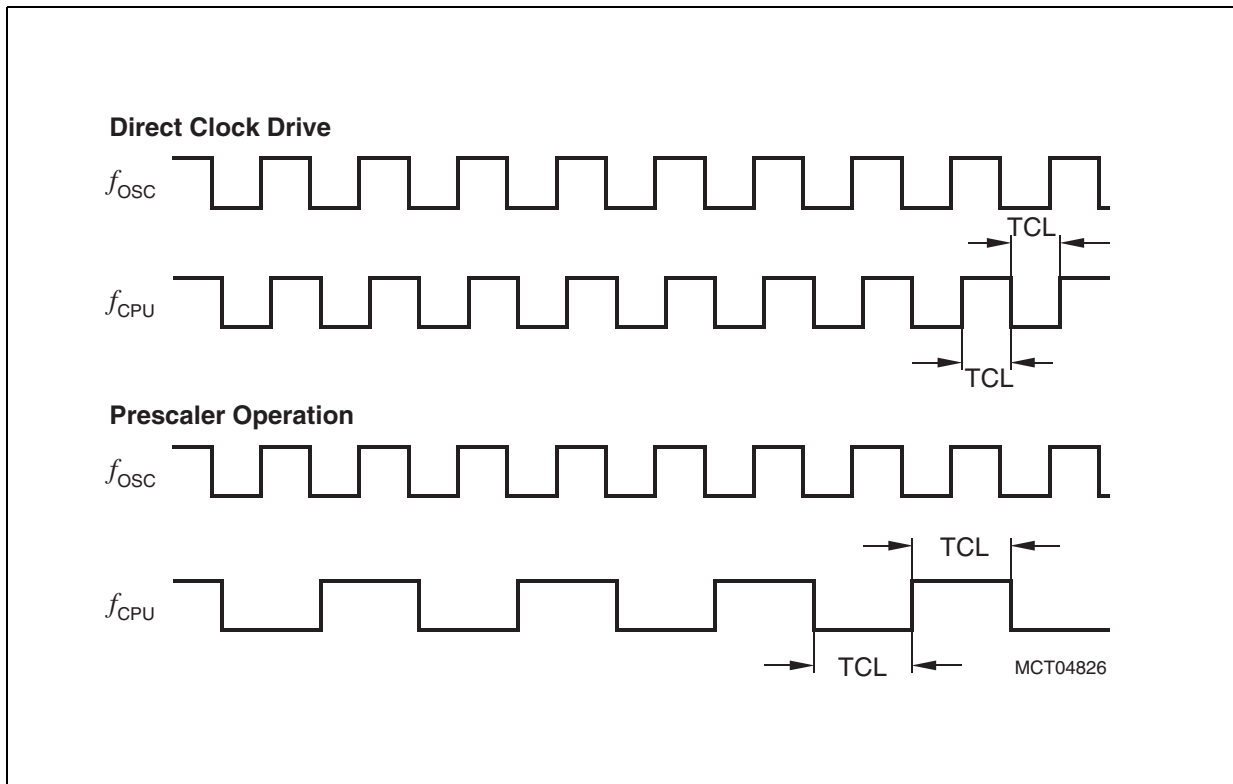 Direct Clock Drive
fOSC
TCL
fCPU
TCL
Prescaler Operation
fOSC
TCL
fCPU
TCL
MCT04826